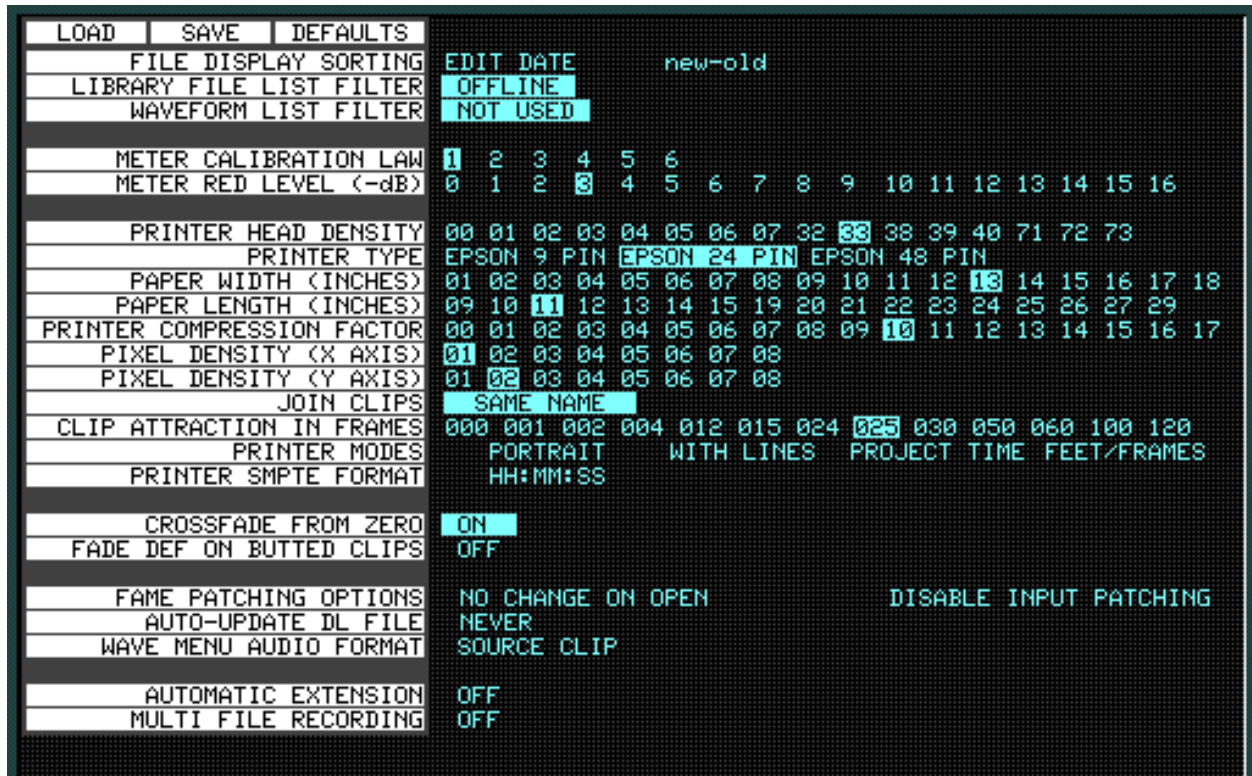 LOAD SAVE DEFAULTS
FILE DISPLAY SORTING EDIT DATE new-old
LIBRARY FILE LIST FILTER OFFLINE
WAVEFORM LIST FILTER NOT USED
METER CALIBRATION LAW 1 2 3 4 5 6
METER RED LEVEL (-dB) 0 1 2 3 4 5 6 7 8 9 10 11 12 13 14 15 16
PRINTER HEAD DENSITY 00 01 02 03 04 05 06 07 32 33 38 39 40 71 72 73
PRINTER TYPE EPSON 9 PIN EPSON 24 PIN EPSON 48 PIN
PAPER WIDTH (INCHES) 01 02 03 04 05 06 07 08 09 10 11 12 13 14 15 16 17 18
PAPER LENGTH (INCHES) 09 10 11 12 13 14 15 19 20 21 22 23 24 25 26 27 29
PRINTER COMPRESSION FACTOR 00 01 02 03 04 05 06 07 08 09 10 11 12 13 14 15 16 17
PIXEL DENSITY (X AXIS) 01 02 03 04 05 06 07 08
PIXEL DENSITY (Y AXIS) 01 02 03 04 05 06 07 08
JOIN CLIPS SAME NAME
CLIP ATTRACTION IN FRAMES 000 001 002 004 012 015 024 025 030 050 060 100 120
PRINTER MODES PORTRAIT WITH LINES PROJECT TIME FEET/FRAMES
PRINTER SMPTE FORMAT HH:MM:SS
CROSSFADE FROM ZERO ON
FADE DEF ON BUTTED CLIPS OFF
FAME PATCHING OPTIONS NO CHANGE ON OPEN DISABLE INPUT PATCHING
AUTO-UPDATE DL FILE NEVER
WAVE MENU AUDIO FORMAT SOURCE CLIP
AUTOMATIC EXTENSION OFF
MULTI FILE RECORDING OFF